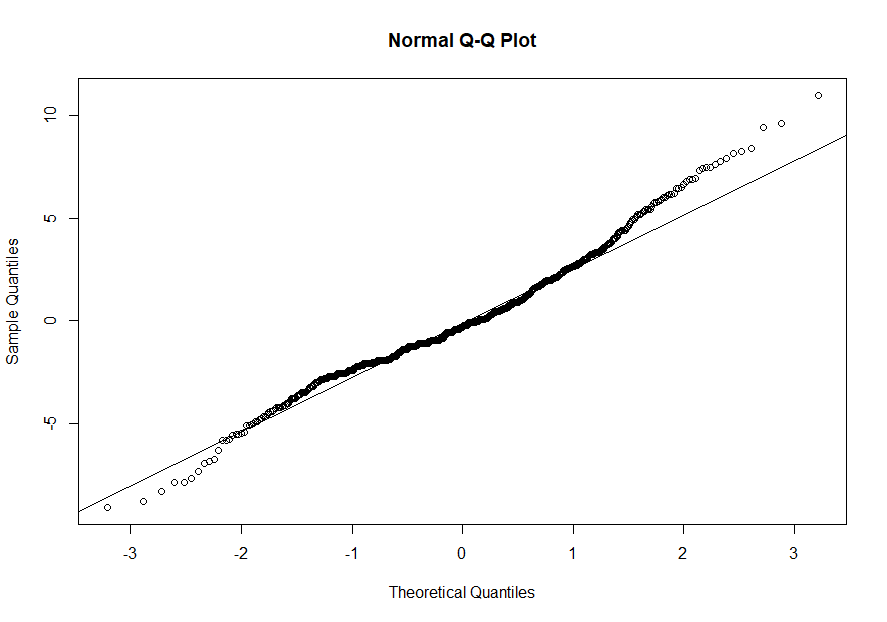 Normal Q-Q Plot
10
5
0
-5
Sample Quantiles
-3 -2 -1 0 1 2 3
Theoretical Quantiles